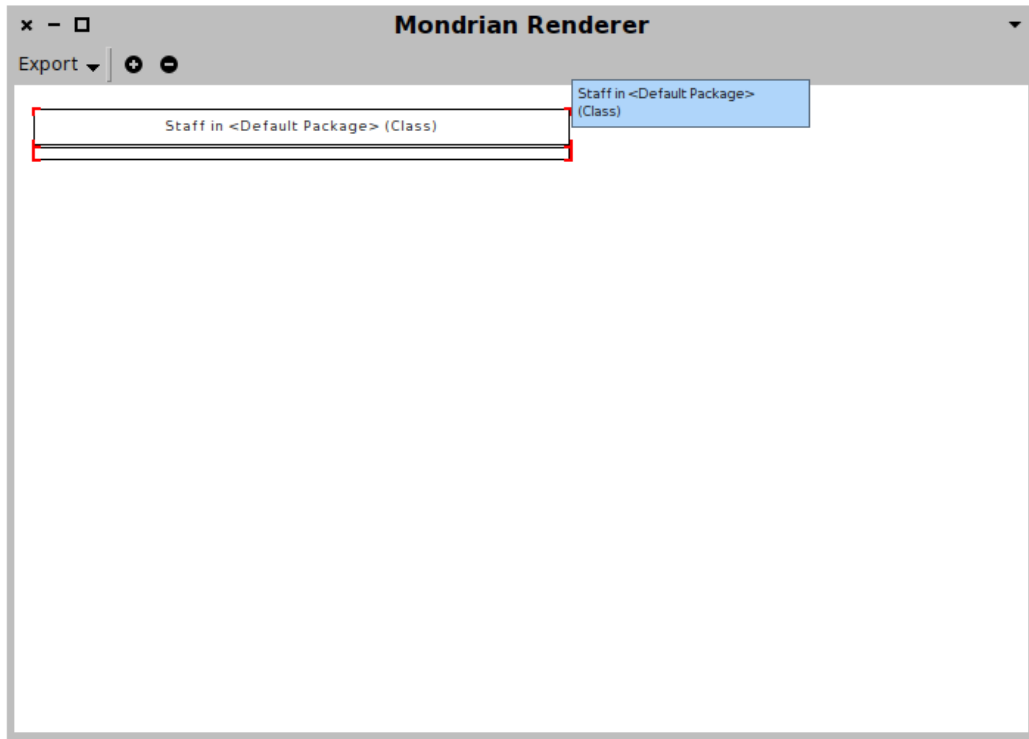 Mondrian Renderer
Export
Staff in <Default Package>
(Class)
Staff in <Default Package> (Class)